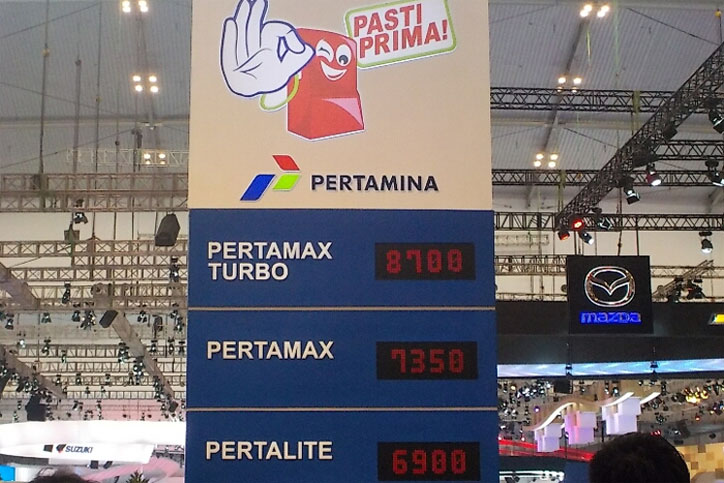 PASTI
PRIMA!
PERTAMINA
PERTAMAX
TURBO
8700
PERTAMAX
7350
PERTALITE
6900
mazda
SUZUKI